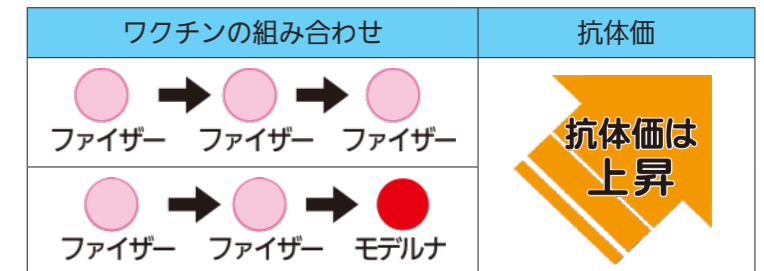 ワクチンの組み合わせ 抗体価
ファイザー ファイザー ファイザー
抗体価は
上昇
ファイザー ファイザー モデルナ